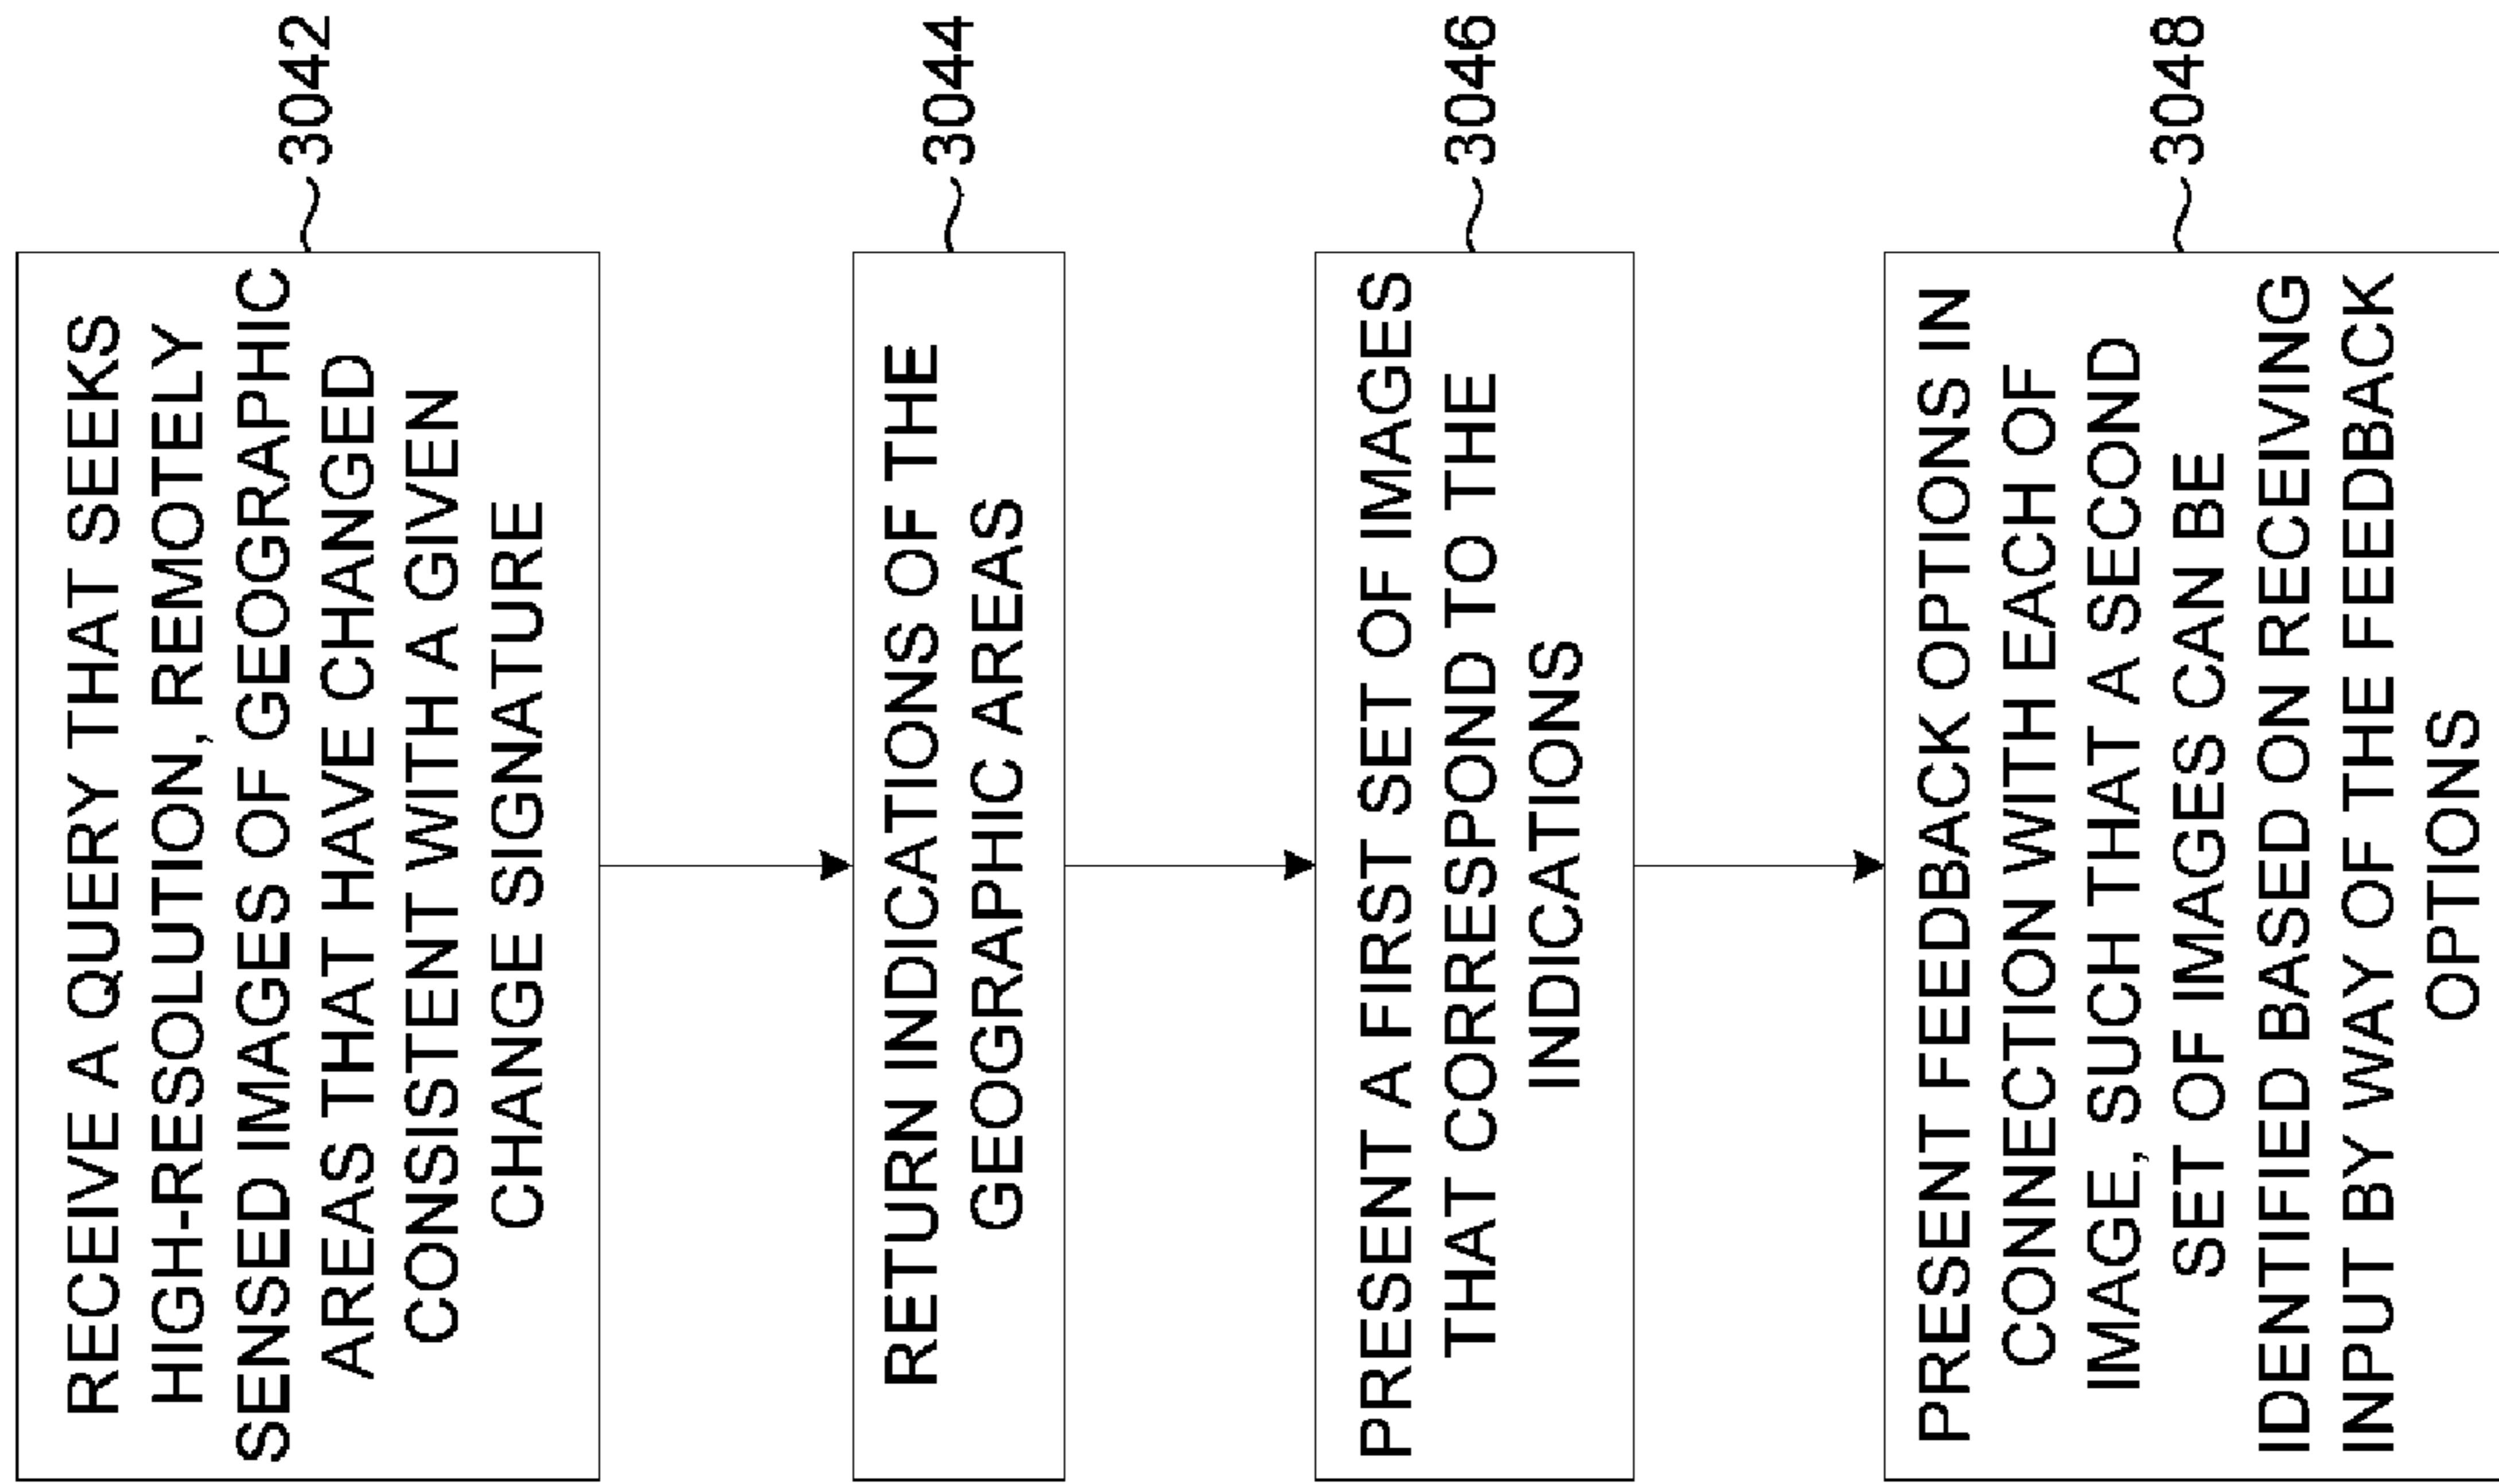 RECEIVE A QUERY THAT SEEKS
HIGH-RESOLUTION, REMOTELY
SENSED IMAGES OF GEOGRAPHIC
AREAS THAT HAVE CHANGED
CONSISTENT WITH A GIVEN
CHANGE SIGNATURE
3042
RETURN INDICATIONS OF THE
GEOGRAPHIC AREAS
3044
PRESENT A FIRST SET OF IMAGES
THAT CORRESPOND TO THE
INDICATIONS
3046
PRESENT FEEDBACK OPTIONS IN
CONNECTION WITH EACH OF
IMAGE, SUCH THAT A SECOND
SET OF IMAGES CAN BE
IDENTIFIED BASED ON RECEIVING
INPUT BY WAY OF THE FEEDBACK
OPTIONS
3048